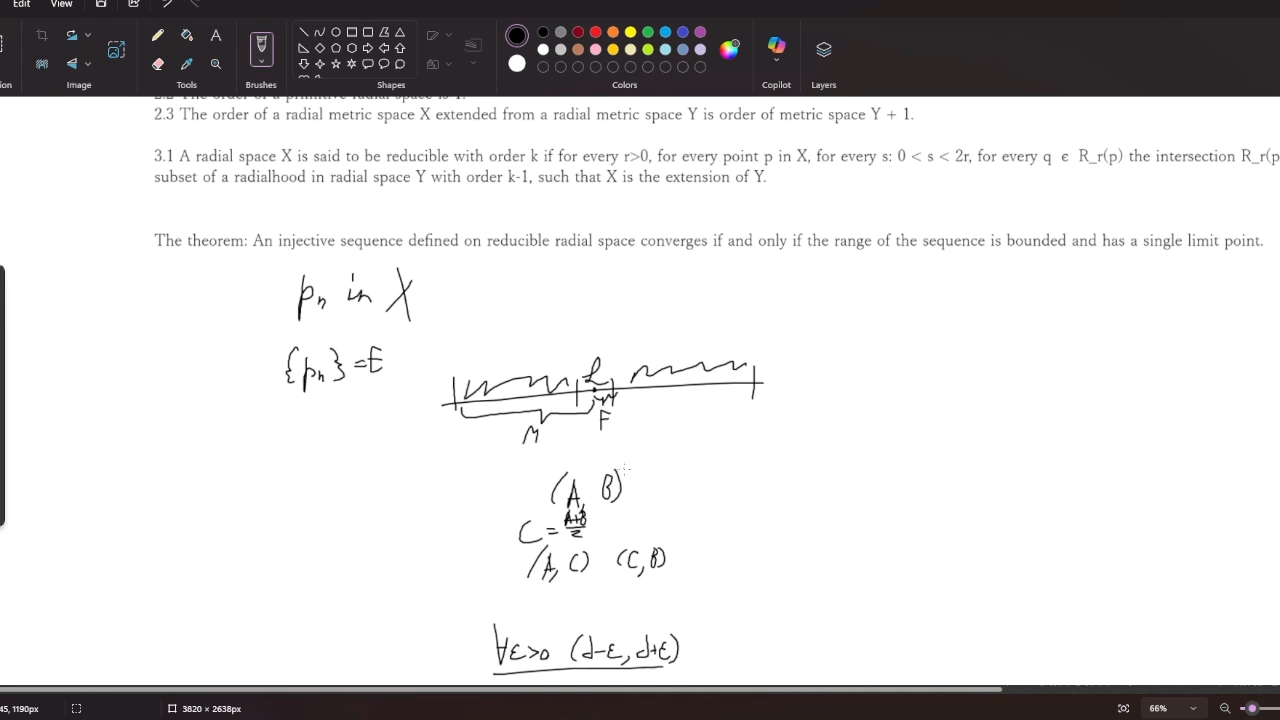 Edit View
Image Tools Brushes Shapes Colors Copilot Layers
2.3 The order of a radial metric space X extended from a radial metric space Y is order of metric space Y + 1.
3.1 A radial space X is said to be reducible with order k if for every r>0, for every point p in X, for every s: 0 < s < 2r, for every q ϵ R_r(p) the intersection R_r(p
subset of a radialhood in radial space Y with order k-1, such that X is the extension of Y.
The theorem: An injective sequence defined on reducible radial space converges if and only if the range of the sequence is bounded and has a single limit point.
pₙ in X
{pₙ} = E
L
F
M
(A, B)
C = A+B/2
(A, C) (C, B)
∀ε>0 (d-ε, d+ε)
45, 1190px 3820 × 2638px 66%